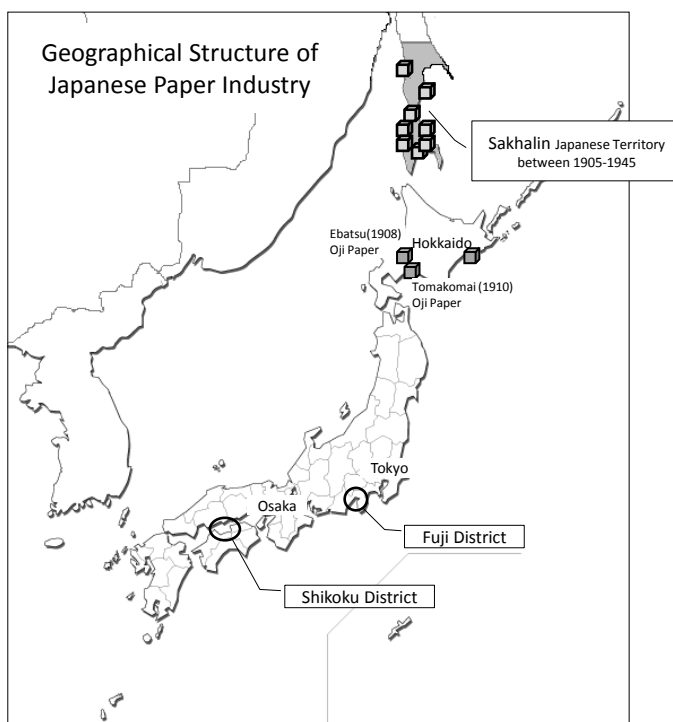 Geographical Structure of
Japanese Paper Industry
Sakhalin Japanese Territory
between 1905-1945
Ebatsu(1908)
Oji Paper
Hokkaido
Tomakomai (1910)
Oji Paper
Tokyo
Osaka
Fuji District
Shikoku District